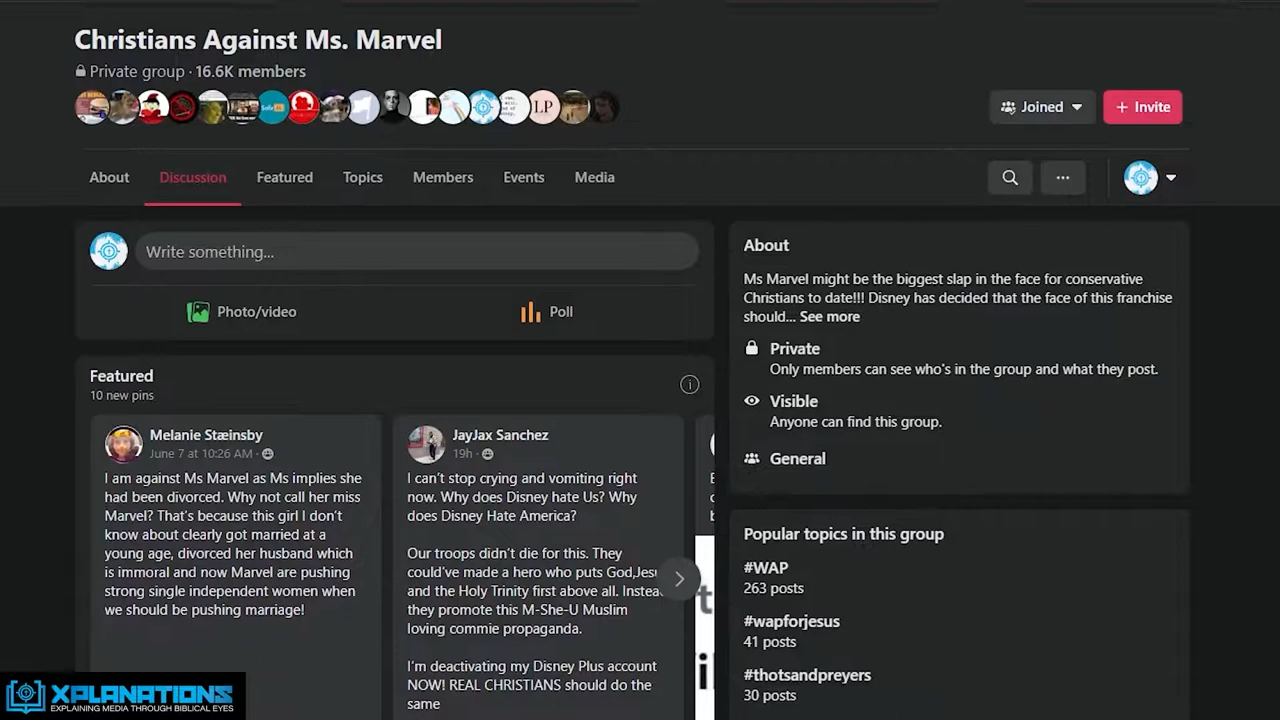 Christians Against Ms. Marvel
Private group · 16.6K members
LP
Joined
+ Invite
About
Discussion
Featured
Topics
Members
Events
Media
Write something...
Photo/video
Poll
Featured
10 new pins
Melanie Stæinsby
June 7 at 10:26 AM ·
I am against Ms Marvel as Ms implies she
had been divorced. Why not call her miss
Marvel? That's because this girl I don't
know about clearly got married at a
young age, divorced her husband which
is immoral and now Marvel are pushing
strong single independent women when
we should be pushing marriage!
JayJax Sanchez
19h ·
I can't stop crying and vomiting right
now. Why does Disney hate Us? Why
does Disney Hate America?
Our troops didn't die for this. They
could've made a hero who puts God,Jesu
and the Holy Trinity first above all. Instea
they promote this M-She-U Muslim
loving commie propaganda.
I'm deactivating my Disney Plus account
NOW! REAL CHRISTIANS should do the
same
About
Ms Marvel might be the biggest slap in the face for conservative
Christians to date!!! Disney has decided that the face of this franchise
should... See more
Private
Only members can see who's in the group and what they post.
Visible
Anyone can find this group.
General
Popular topics in this group
#WAP
263 posts
#wapforjesus
41 posts
#thotsandpreyers
30 posts
XPLANATIONS
EXPLAINING MEDIA THROUGH BIBLICAL EYES